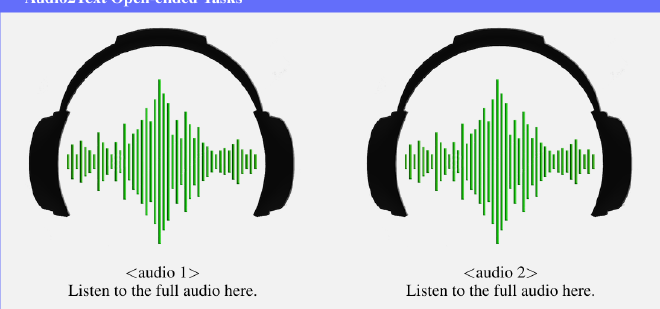 Audio2Text Open-ended Tasks
<audio 1>
Listen to the full audio here.
<audio 2>
Listen to the full audio here.